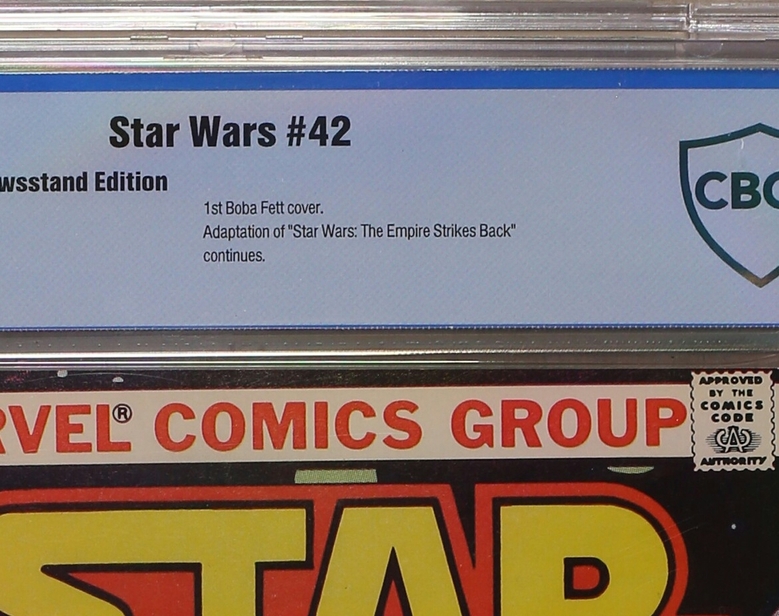 Star Wars #42
wsstand Edition
1st Boba Fett cover.
Adaptation of "Star Wars: The Empire Strikes Back"
continues.
CBC
RVEL® COMICS GROUP
APPROVED
BY THE
COMICS
CODE
CA
AUTHORITY
STAR